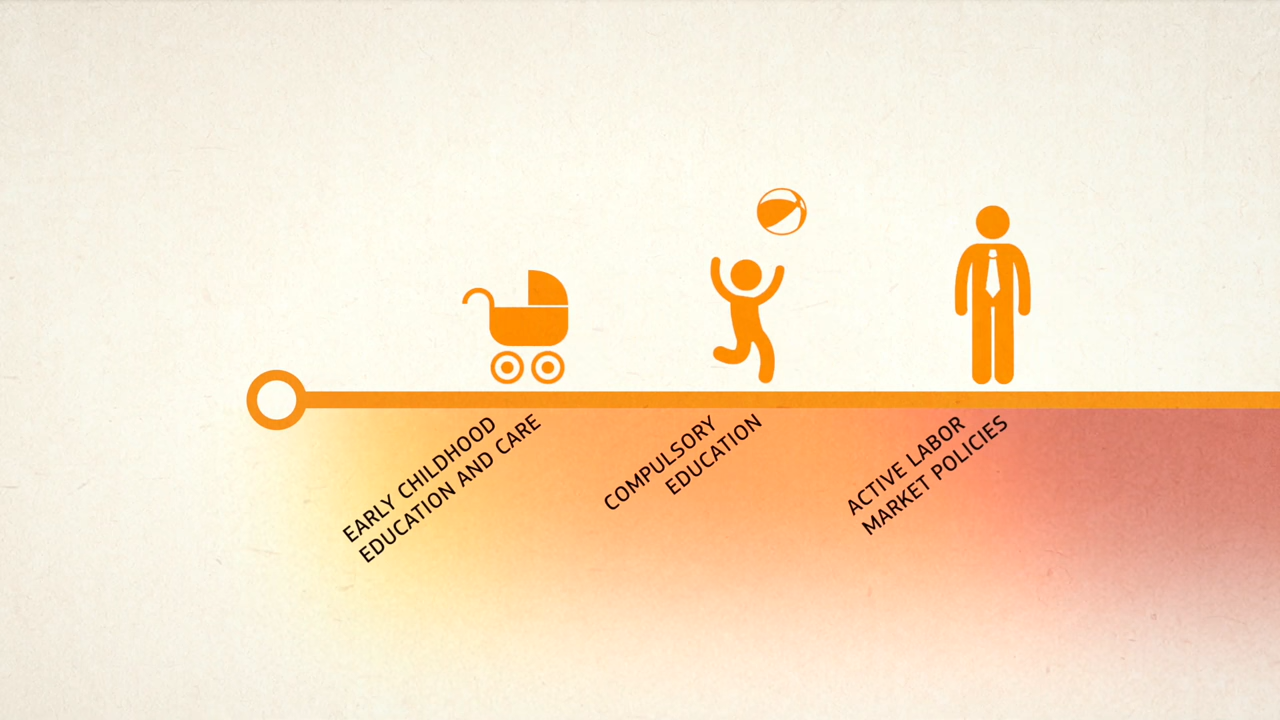 EARLY CHILDHOOD
EDUCATION AND CARE
COMPULSORY
EDUCATION
ACTIVE LABOR
MARKET POLICIES